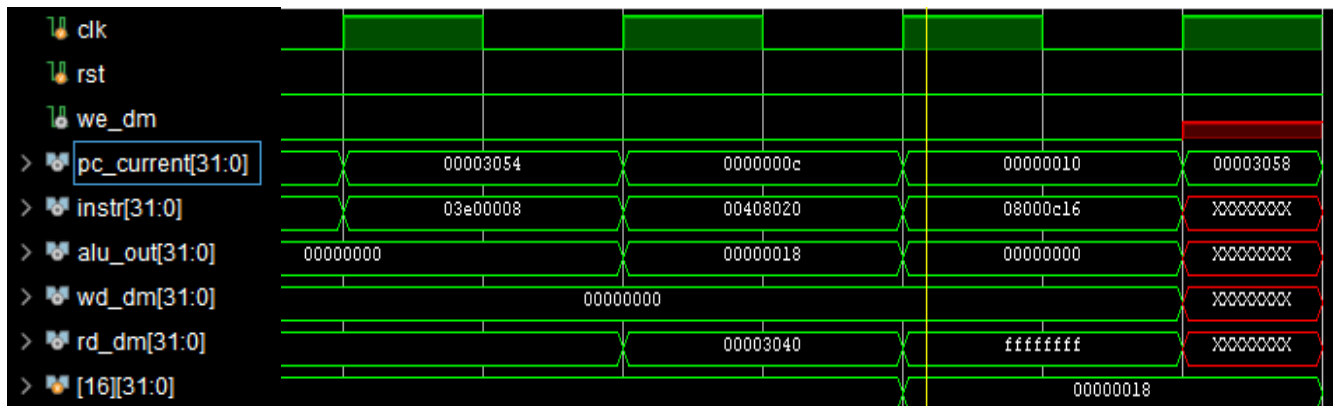 clk
rst
we_dm
pc_current[31:0] 00003054 0000000c 00000010 00003058
instr[31:0] 03e00008 00408020 08000c16 XXXXXXXX
alu_out[31:0] 00000000 00000018 00000000 XXXXXXXX
wd_dm[31:0] 00000000 XXXXXXXX
rd_dm[31:0] 00003040 ffffffff XXXXXXXX
[16][31:0] 00000018